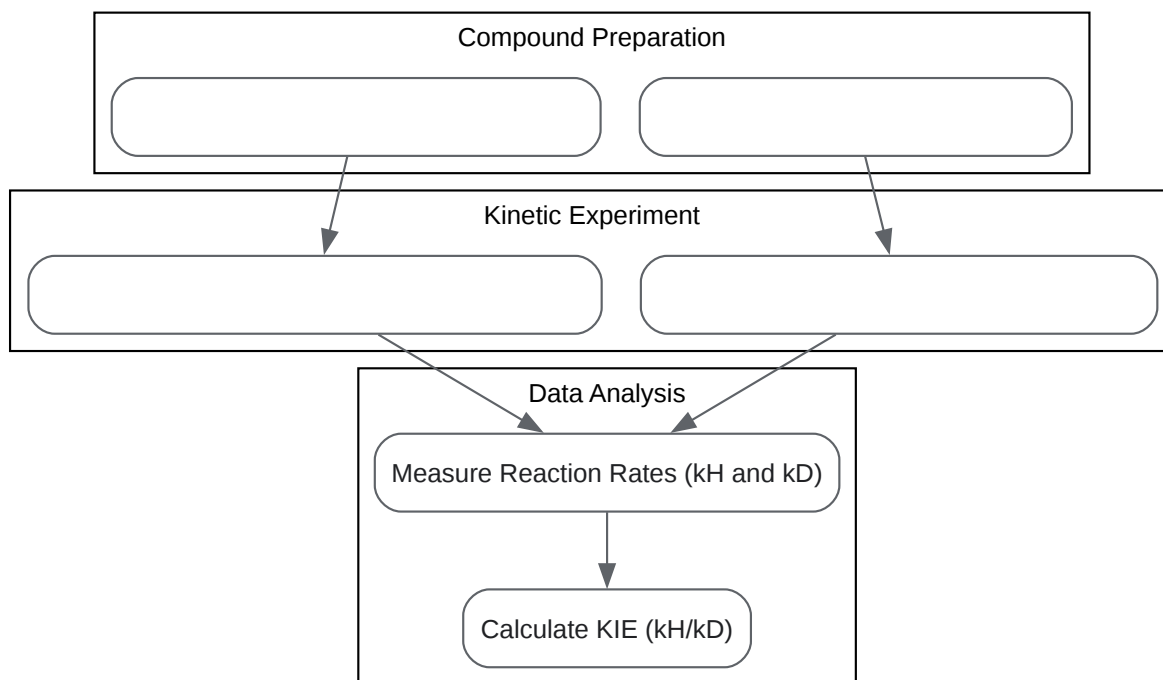 Compound Preparation
Kinetic Experiment
Data Analysis
Measure Reaction Rates (kH and kD)
Calculate KIE (kH/kD)